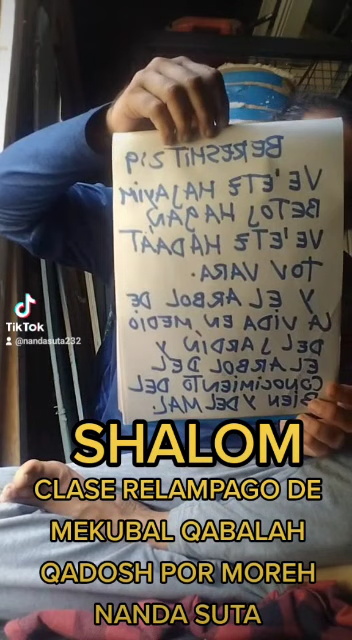 BERESHIT 2:9
VE'ETS HAJAYIM
BETOJ HAGAN
VE'ETS HADAAT
TOV VARA.
Y EL ARBOL DE
LA VIDA EN MEDIO
DEL JARDIN Y
EL ARBOL DEL
CONOCIMIENTO DEL
BIEN Y DEL MAL.
TikTok
@nandasuta232
SHALOM
CLASE RELAMPAGO DE
MEKUBAL QABALAH
QADOSH POR MOREH
NANDA SUTA